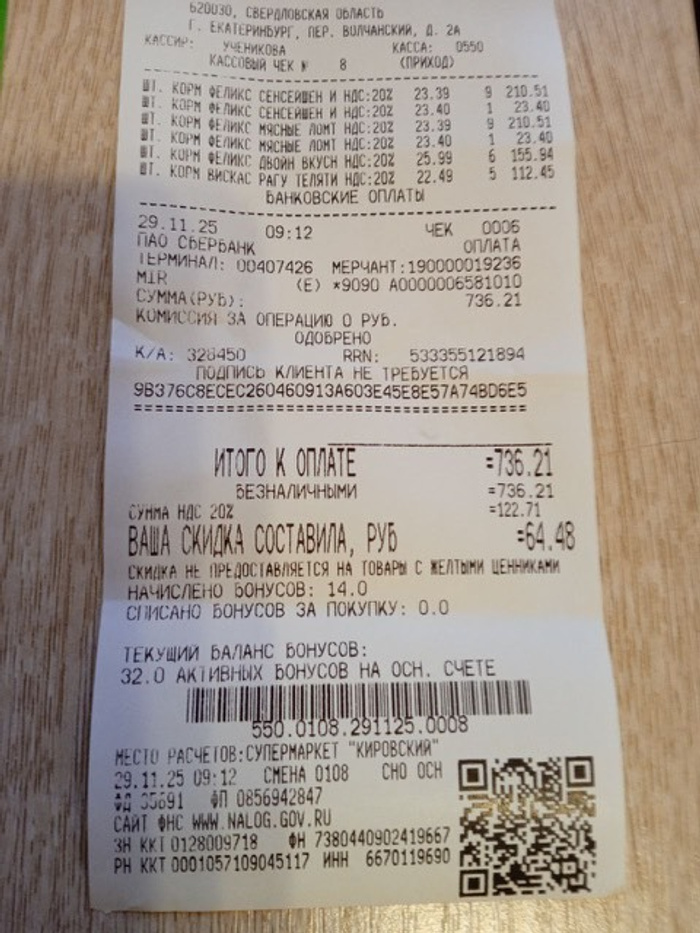 620030, СВЕРДЛОВСКАЯ ОБЛАСТЬ
Г. ЕКАТЕРИНБУРГ, ПЕР. ВОЛЧАНСКИЙ, Д. 2А
КАССИР: УЧЕНИКОВА КАССА: 0550
КАССОВЫЙ ЧЕК № 8 (ПРИХОД)
ШТ. КОРМ ФЕЛИКС СЕНСЕЙШЕН И НДС:20% 23.39 9 210.51
ШТ. КОРМ ФЕЛИКС СЕНСЕЙШЕН И НДС:20% 23.40 1 23.40
ШТ. КОРМ ФЕЛИКС МЯСНЫЕ ЛОМТ НДС:20% 23.39 9 210.51
ШТ. КОРМ ФЕЛИКС МЯСНЫЕ ЛОМТ НДС:20% 23.40 1 23.40
ШТ. КОРМ ФЕЛИКС ДВОЙН ВКУСН НДС:20% 25.99 6 155.94
ШТ. КОРМ ВИСКАС РАГУ ТЕЛЯТИ НДС:20% 22.49 5 112.45
БАНКОВСКИЕ ОПЛАТЫ
29.11.25 09:12 ЧЕК 0006
ПАО СБЕРБАНК ОПЛАТА
ТЕРМИНАЛ: 00407426 МЕРЧАНТ:190000019236
MIR (E) *9090 A0000006581010
СУММА(РУБ): 736.21
КОМИССИЯ ЗА ОПЕРАЦИЮ 0 РУБ.
ОДОБРЕНО
К/А: 328450 RRN: 533355121894
ПОДПИСЬ КЛИЕНТА НЕ ТРЕБУЕТСЯ
9B376C8ECEC260460913A603E45E8E57A74BD6E5
==========================================
ИТОГО К ОПЛАТЕ =736.21
БЕЗНАЛИЧНЫМИ =736.21
СУММА НДС 20% =122.71
ВАША СКИДКА СОСТАВИЛА, РУБ =64.48
СКИДКА НЕ ПРЕДОСТАВЛЯЕТСЯ НА ТОВАРЫ С ЖЕЛТЫМИ ЦЕННИКАМИ
НАЧИСЛЕНО БОНУСОВ: 14.0
СПИСАНО БОНУСОВ ЗА ПОКУПКУ: 0.0
ТЕКУЩИЙ БАЛАНС БОНУСОВ:
32.0 АКТИВНЫХ БОНУСОВ НА ОСН. СЧЕТЕ
550.0108.291125.0008
МЕСТО РАСЧЕТОВ:СУПЕРМАРКЕТ "КИРОВСКИЙ"
29.11.25 09:12 СМЕНА 0108 СНО ОСН
ФД 35691 ФП 0856942847
САЙТ ФНС WWW.NALOG.GOV.RU
ЗН ККТ 0128009718 ФН 7380440902419667
РН ККТ 0001057109045117 ИНН 6670119690